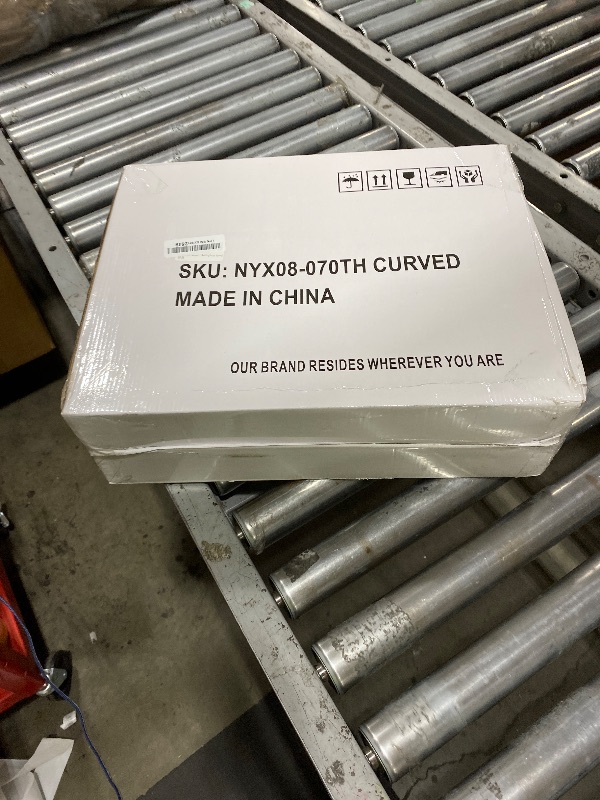 SKU: NYX08-070TH CURVED
MADE IN CHINA
OUR BRAND RESIDES WHEREVER YOU ARE